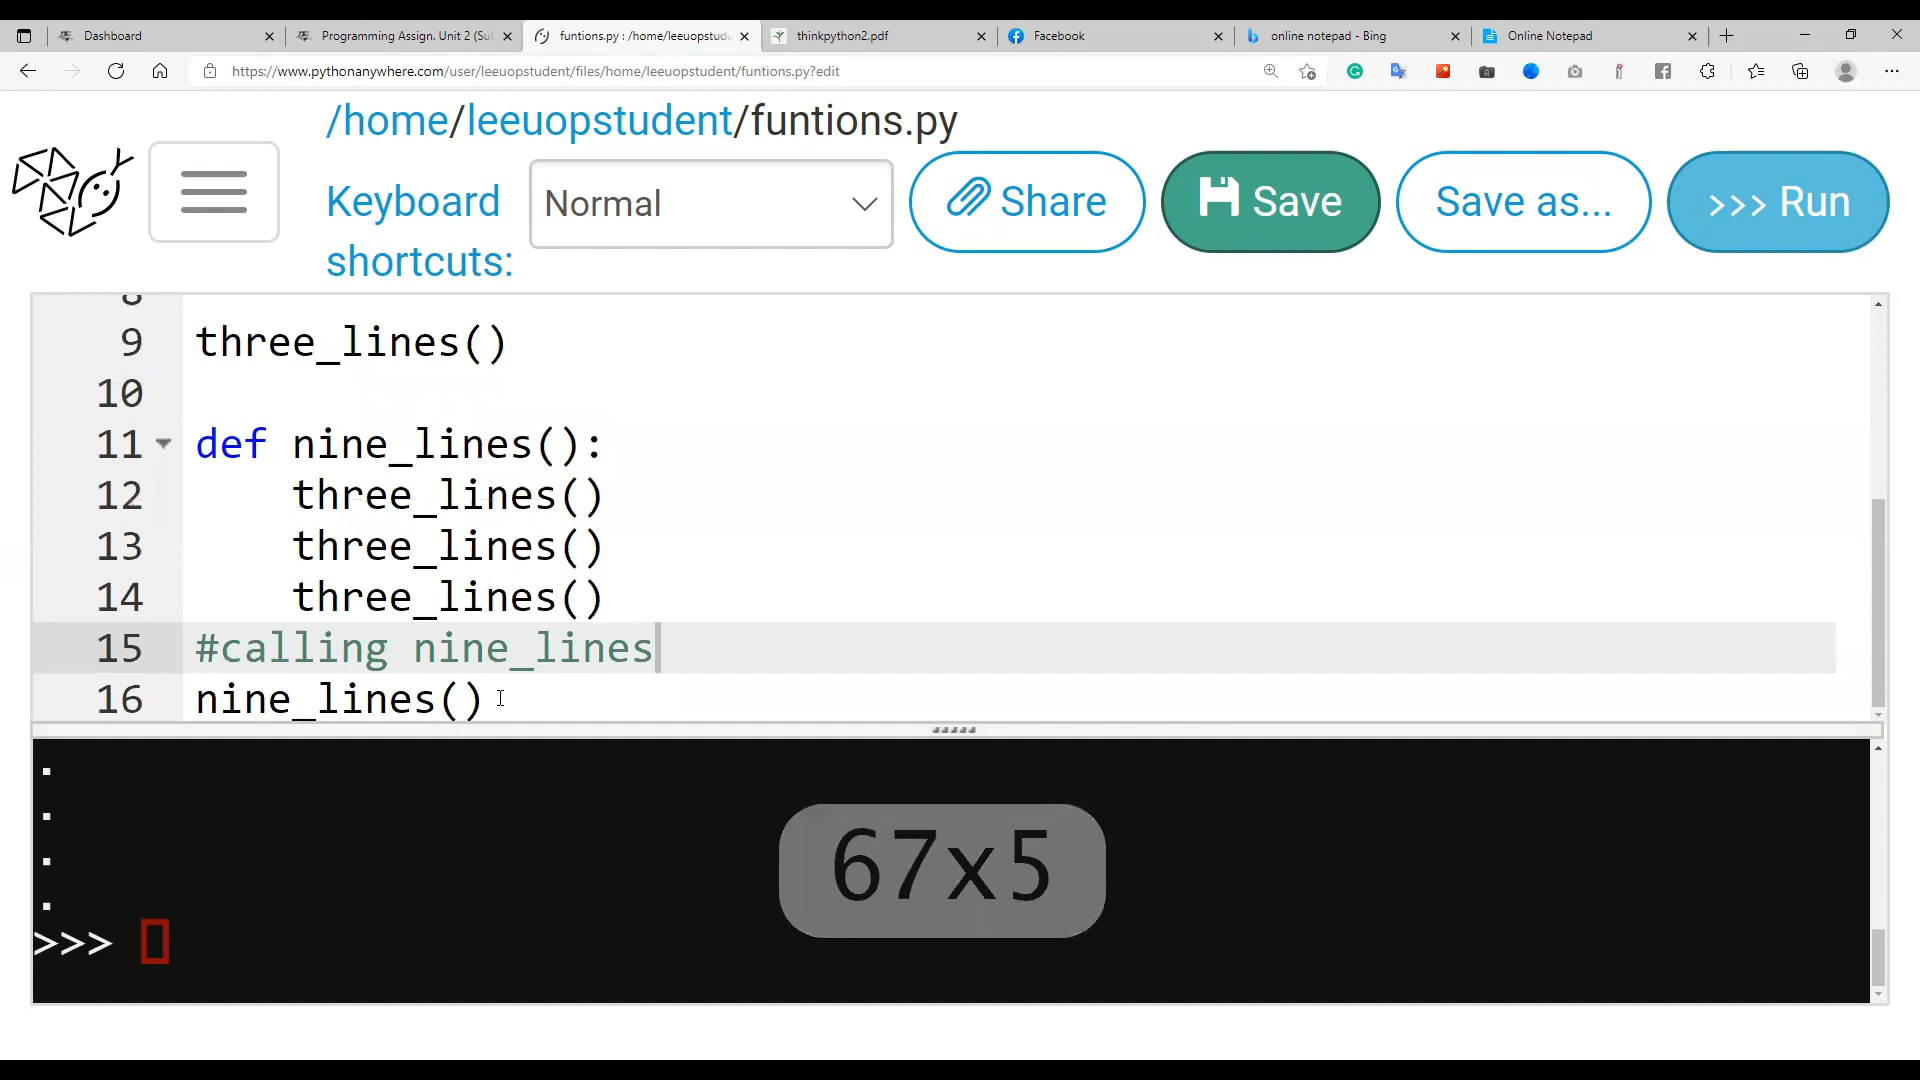 Dashboard
Programming Assign. Unit 2 (Su
funtions.py : /home/leeuopstude
thinkpython2.pdf
Facebook
online notepad - Bing
Online Notepad
https://www.pythonanywhere.com/user/leeuopstudent/files/home/leeuopstudent/funtions.py?edit
/home/leeuopstudent/funtions.py
Keyboard shortcuts:
Normal
Share
Save
Save as...
>>> Run
8
9 three_lines()
10
11 def nine_lines():
12 three_lines()
13 three_lines()
14 three_lines()
15 #calling nine_lines
16 nine_lines()
.
.
.
.
>>>
67x5